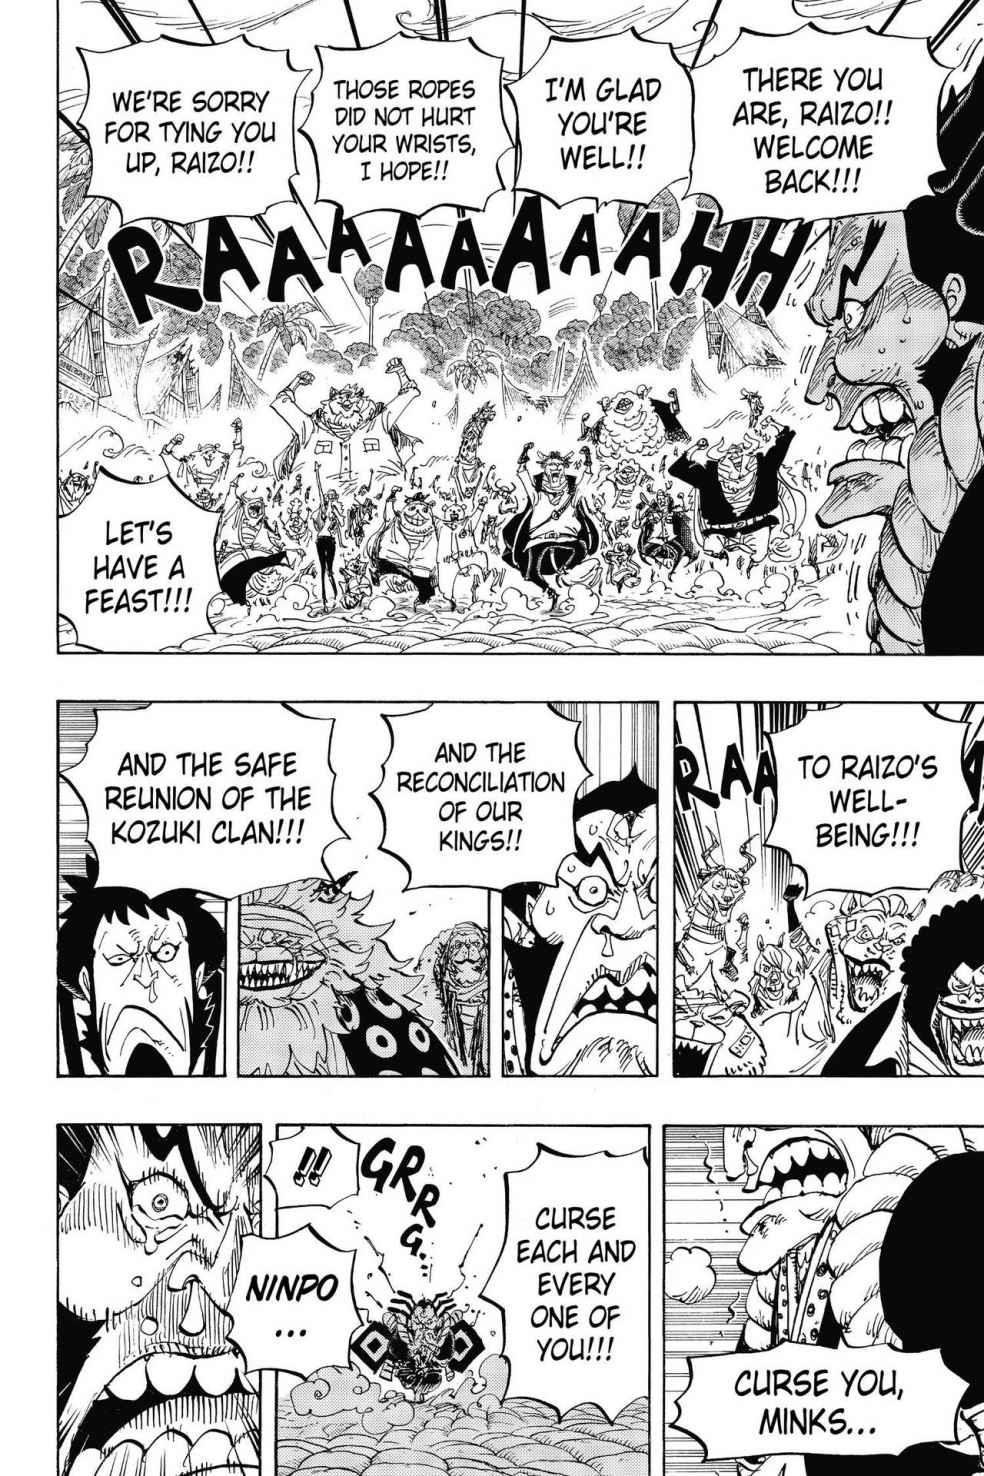 THERE YOU
ARE, RAIZO!!
WELCOME
BACK!!!
I'M GLAD
YOU'RE
WELL!!
THOSE ROPES
DID NOT HURT
YOUR WRISTS,
I HOPE!!
WE'RE SORRY
FOR TYING YOU
UP, RAIZO!!
RAAAAAAAAAHH
LET'S
HAVE A
FEAST!!!
TO RAIZO'S
WELL-
BEING!!!
RAA
A
AND THE
RECONCILIATION
OF OUR
KINGS!!
AND THE SAFE
REUNION OF THE
KOZUKI CLAN!!!
CURSE YOU,
MINKS...
CURSE
EACH AND
EVERY
ONE OF
YOU!!!
GRRG...
!!
NINPO
...